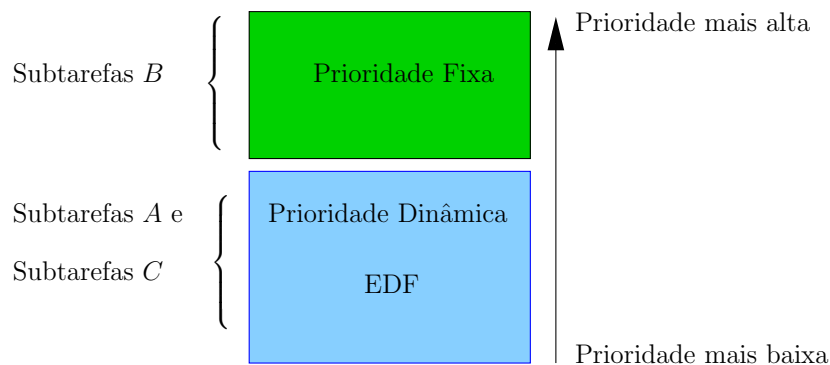 Prioridade mais alta
Subtarefas B
Prioridade Fixa
Subtarefas A e
Prioridade Dinâmica
Subtarefas C
EDF
Prioridade mais baixa